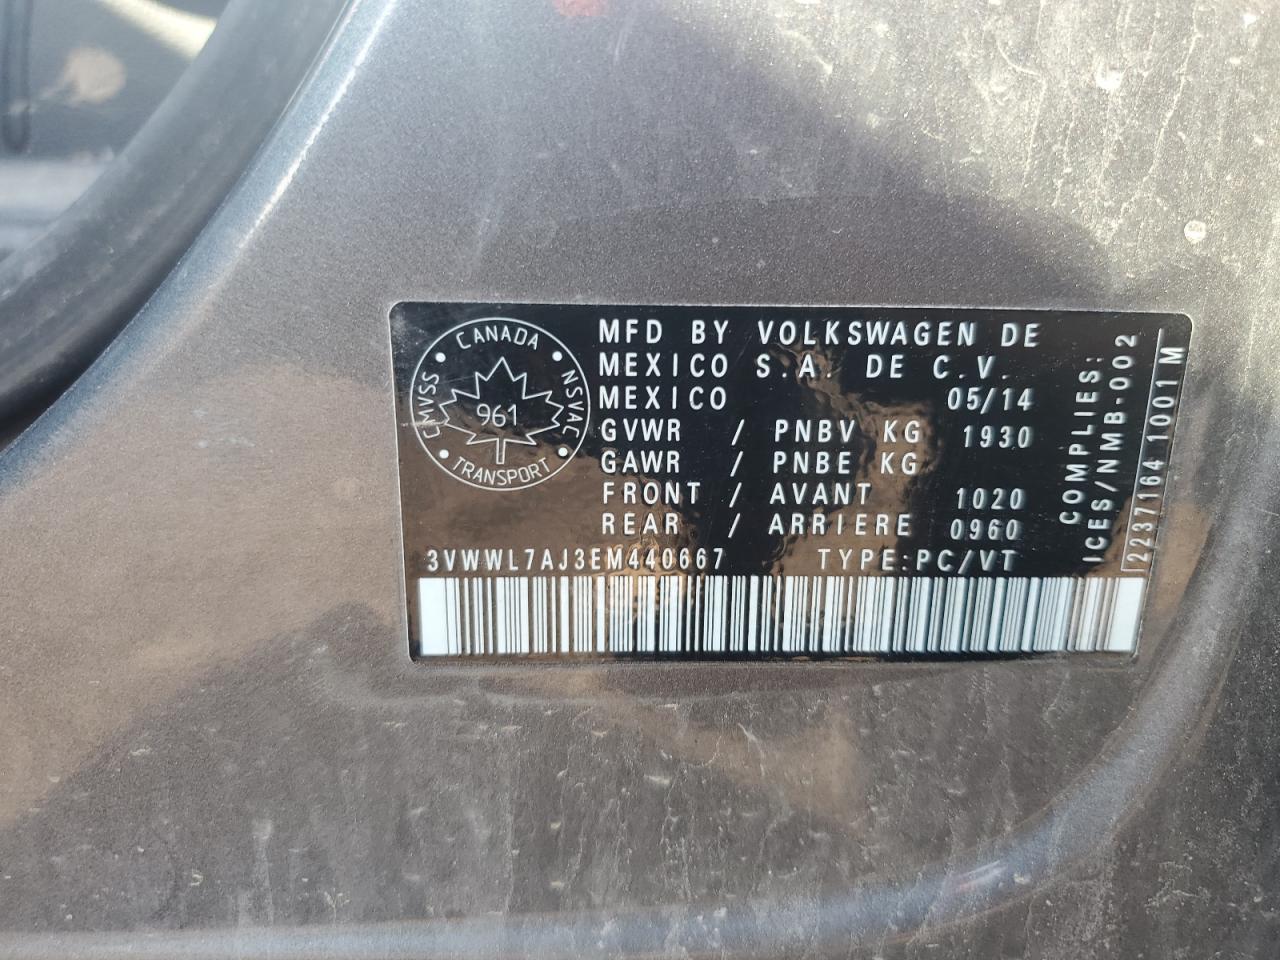 CANADA
CMVSS
NSVAC
961
TRANSPORT
MFD BY VOLKSWAGEN DE
MEXICO S.A. DE C.V.
MEXICO 05/14
GVWR / PNBV KG 1930
GAWR / PNBE KG
FRONT / AVANT 1020
REAR / ARRIERE 0960
3VWWL7AJ3EM440667 TYPE:PC/VT
COMPLIES:
ICES/NMB-002
2237164 1001 M